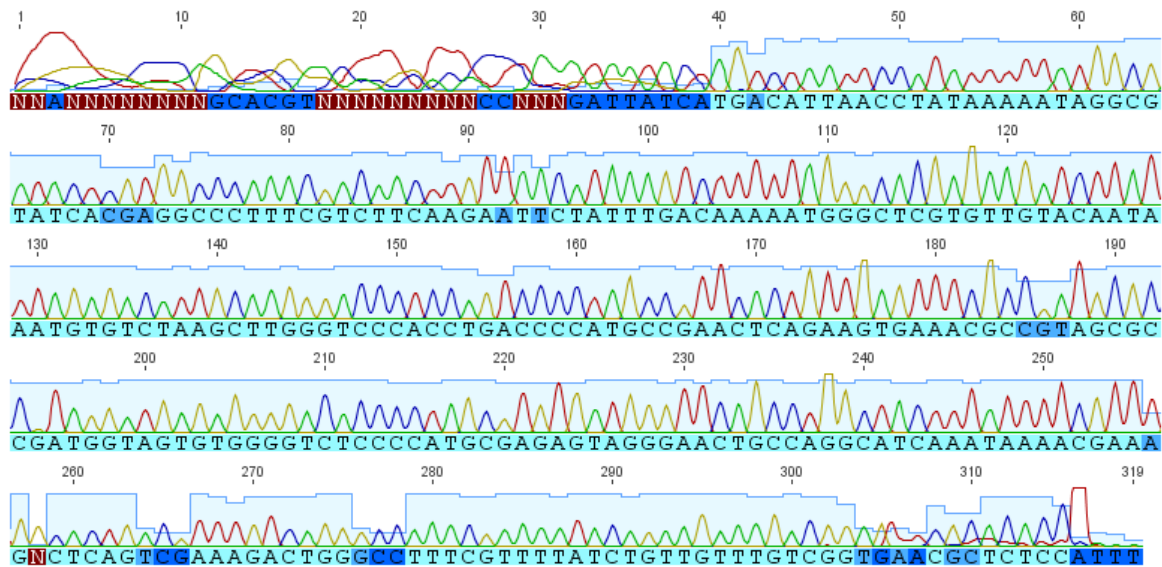 1 10 20 30 40 50 60
NNANNNNNNNNGCACGTNNNNNNNNNCCNNNGATTATCATGACATTAACCTATAAAAATAGGCG
70 80 90 100 110 120
TATCACGAGGCCCTTTCGTCTTCAAGAATTCTATTTGACAAAAATGGGCTCGTGTTGTACAATA
130 140 150 160 170 180 190
AATGTGTCTAAGCTTGGGTCCCACCTGACCCCATGCCGAACTCAGAAGTGAAACGCCGTAGCGC
200 210 220 230 240 250
CGATGGTAGTGTGGGGTCTCCCCATGCGAGAGTAGGGAACTGCCAGGCATCAAATAAAACGAAA
260 270 280 290 300 310 319
GNCTCAGTCGAAAGACTGGGCCTTTCGTTTTATCTGTTGTTTGTCGGTGAACGCTCTCCATTT